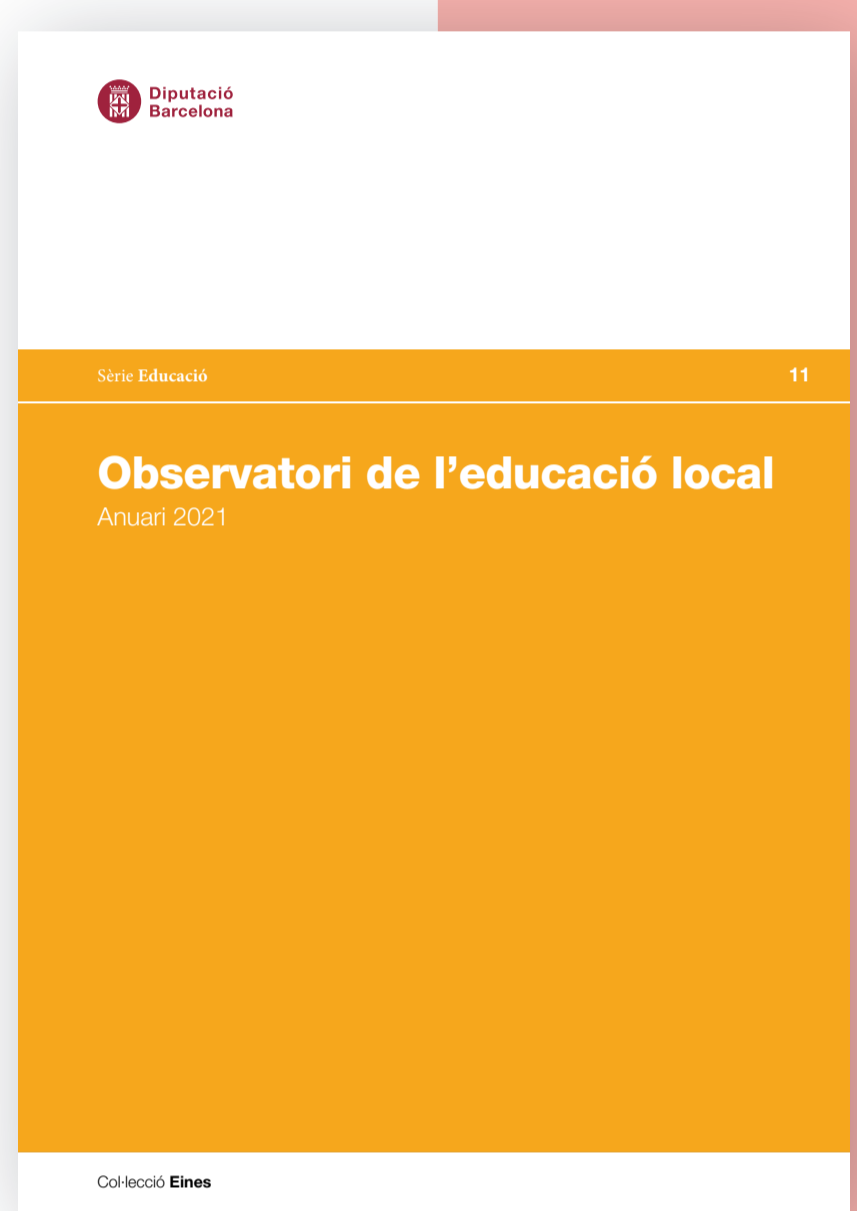 Diputació
Barcelona
Sèrie Educació
11
Observatori de l’educació local
Anuari 2021
Col·lecció Eines